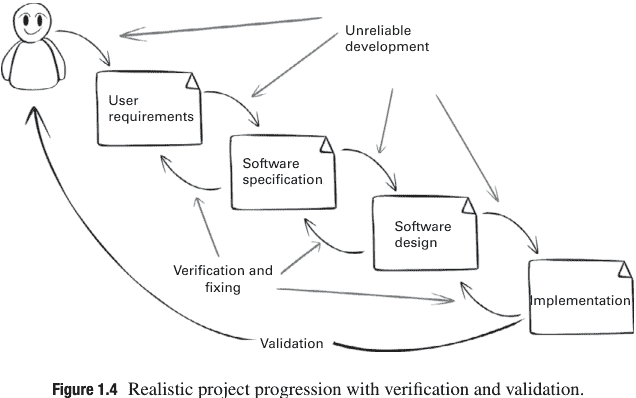 Unreliable
development
User
requirements
Software
specification
Software
design
Verification and
fixing
Implementation
Validation
Figure 1.4 Realistic project progression with verification and validation.